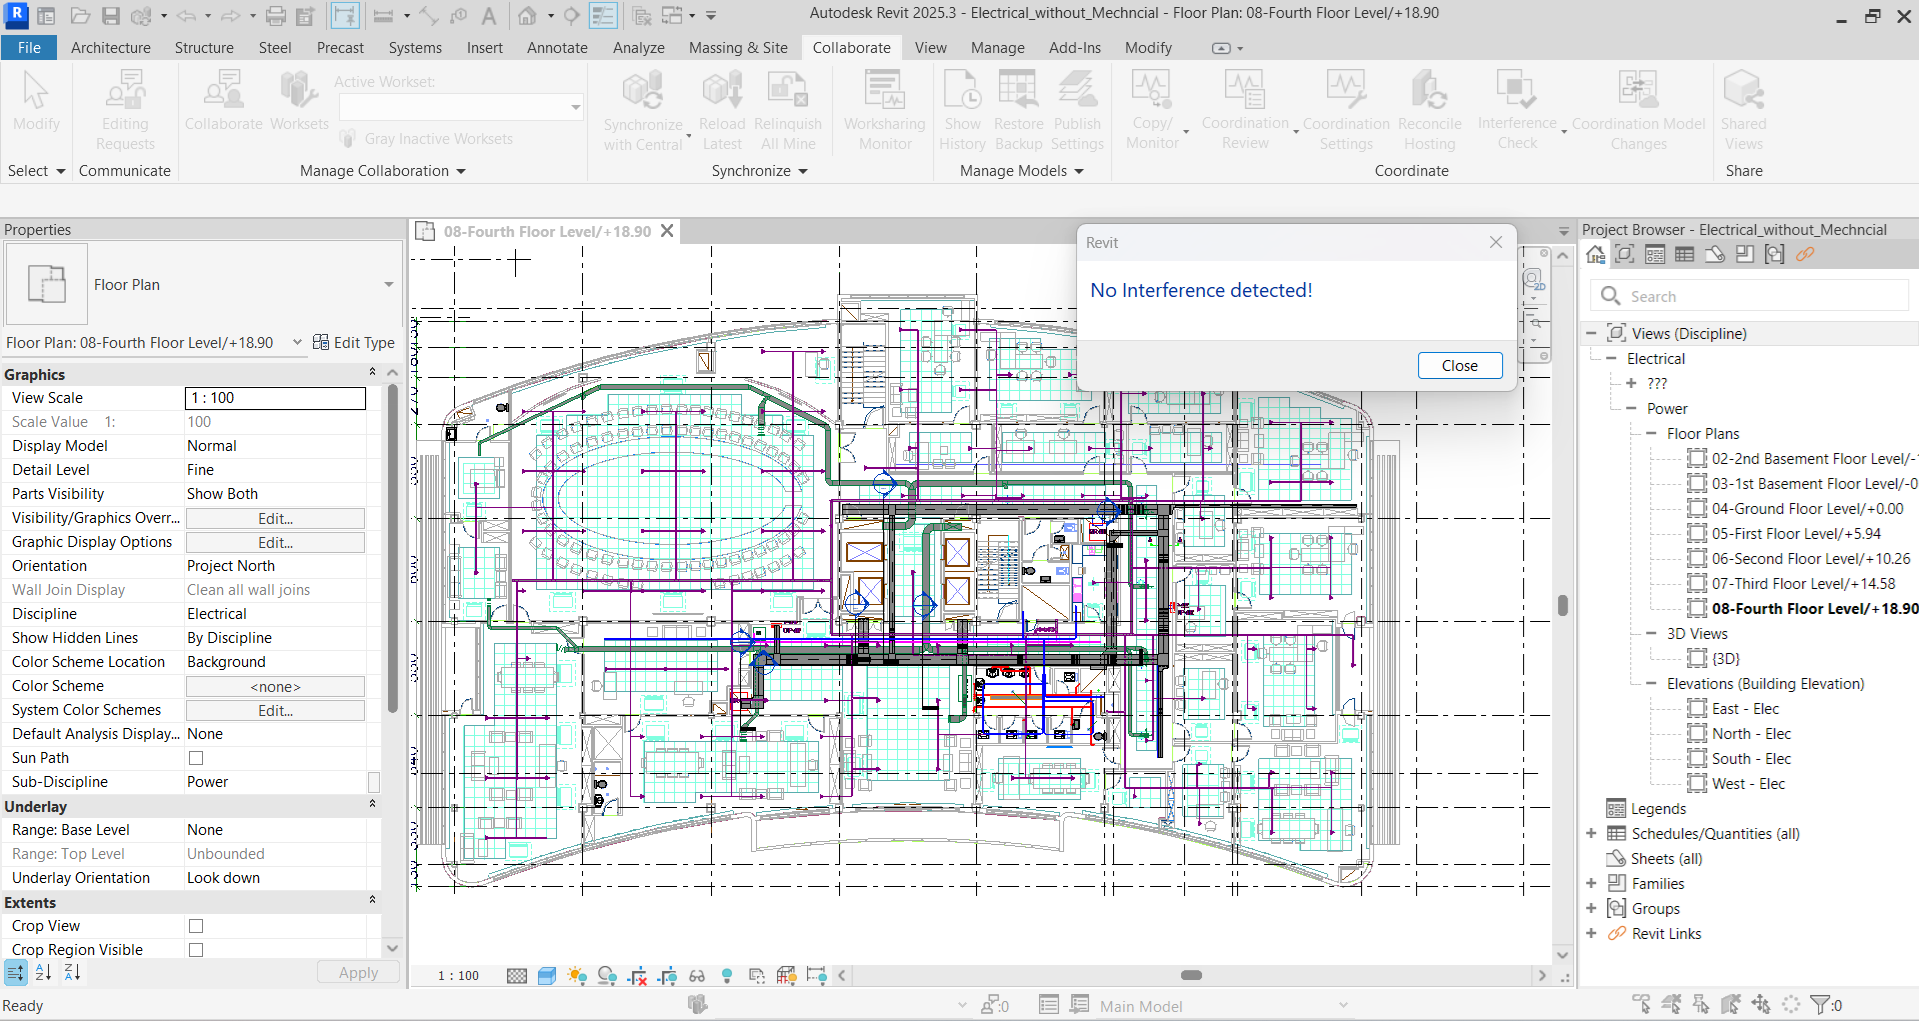 Autodesk Revit 2025.3 - Electrical_without_Mechncial - Floor Plan: 08-Fourth Floor Level/+18.90
File
Architecture
Structure
Steel
Precast
Systems
Insert
Annotate
Analyze
Massing & Site
Collaborate
View
Manage
Add-Ins
Modify
Modify
Editing
Requests
Collaborate
Worksets
Active Workset:
Gray Inactive Worksets
Synchronize
with Central
Reload
Latest
Relinquish
All Mine
Worksharing
Monitor
Show
History
Restore
Backup
Publish
Settings
Copy/
Monitor
Coordination
Review
Coordination
Settings
Reconcile
Hosting
Interference
Check
Coordination Model
Changes
Shared
Views
Select
Communicate
Manage Collaboration
Synchronize
Manage Models
Coordinate
Share
Properties
Floor Plan
Floor Plan: 08-Fourth Floor Level/+18.90
Edit Type
Graphics
View Scale 1 : 100
Scale Value 1: 100
Display Model Normal
Detail Level Fine
Parts Visibility Show Both
Visibility/Graphics Overr... Edit...
Graphic Display Options Edit...
Orientation Project North
Wall Join Display Clean all wall joins
Discipline Electrical
Show Hidden Lines By Discipline
Color Scheme Location Background
Color Scheme <none>
System Color Schemes Edit...
Default Analysis Display... None
Sun Path
Sub-Discipline Power
Underlay
Range: Base Level None
Range: Top Level Unbounded
Underlay Orientation Look down
Extents
Crop View
Crop Region Visible
Apply
08-Fourth Floor Level/+18.90
Revit
No Interference detected!
Close
2D
1 : 100
Project Browser - Electrical_without_Mechncial
Search
Views (Discipline)
Electrical
???
Power
Floor Plans
02-2nd Basement Floor Level/-
03-1st Basement Floor Level/-0
04-Ground Floor Level/+0.00
05-First Floor Level/+5.94
06-Second Floor Level/+10.26
07-Third Floor Level/+14.58
08-Fourth Floor Level/+18.90
3D Views
{3D}
Elevations (Building Elevation)
East - Elec
North - Elec
South - Elec
West - Elec
Legends
Schedules/Quantities (all)
Sheets (all)
Families
Groups
Revit Links
Ready
:0
Main Model
:0